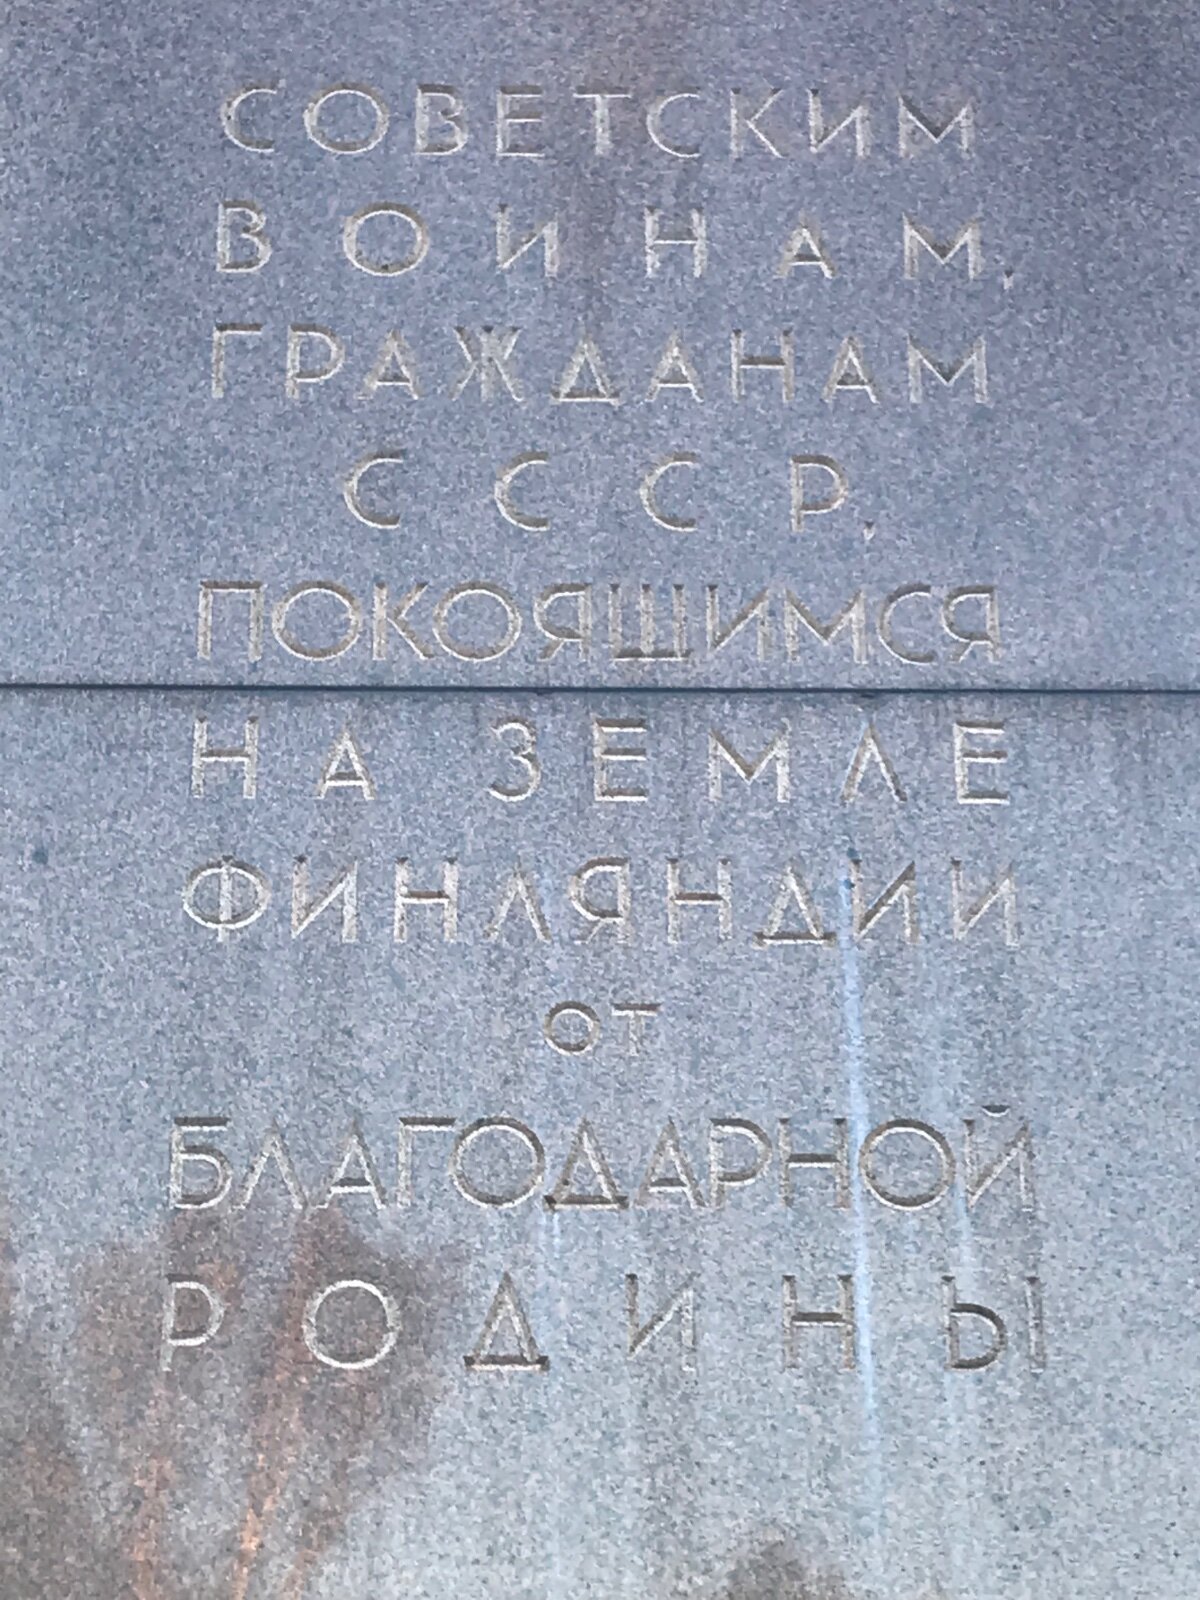 СОВЕТСКИМ
ВОИНАМ,
ГРАЖДАНАМ
СССР,
ПОКОЯЩИМСЯ
НА ЗЕМЛЕ
ФИНЛЯНДИИ
ОТ
БЛАГОДАРНОЙ
РОДИНЫ